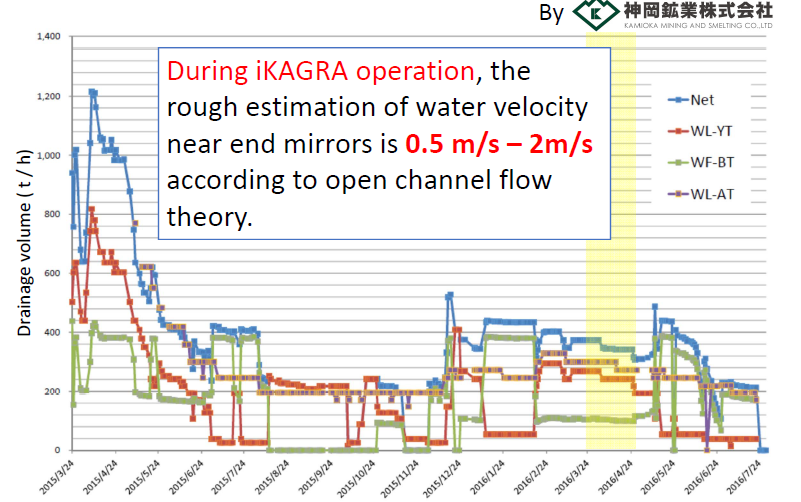 By 神岡鉱業株式会社
KAMIOKA MINING AND SMELTING CO.,LTD
During iKAGRA operation, the
rough estimation of water velocity
near end mirrors is 0.5 m/s – 2m/s
according to open channel flow
theory.
Drainage volume ( t / h)
1,400
1,200
1,000
800
600
400
200
0
Net
WL-YT
WF-BT
WL-AT
2015/3/24
2015/4/24
2015/5/24
2015/6/24
2015/7/24
2015/8/24
2015/9/24
2015/10/24
2015/11/24
2015/12/24
2016/1/24
2016/2/24
2016/3/24
2016/4/24
2016/5/24
2016/6/24
2016/7/24